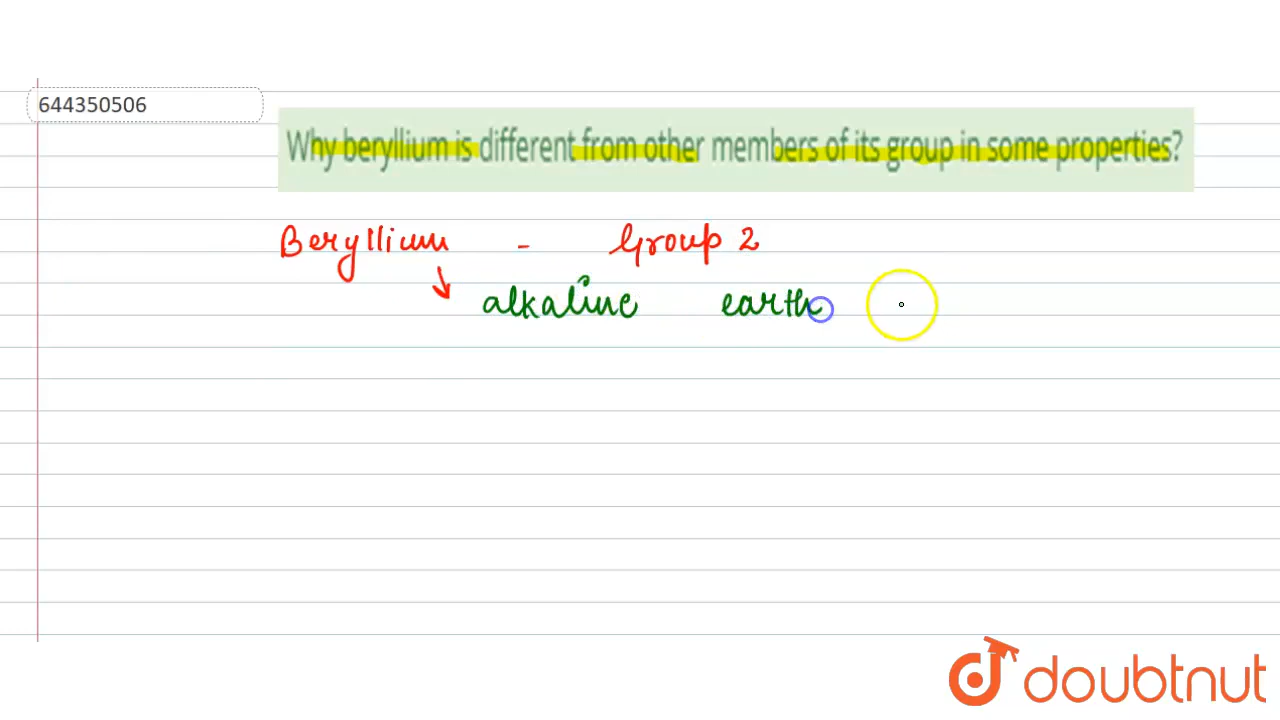 644350506
Why beryllium is different from other members of its group in some properties?
Beryllium - Group 2
alkaline earth
doubtnut